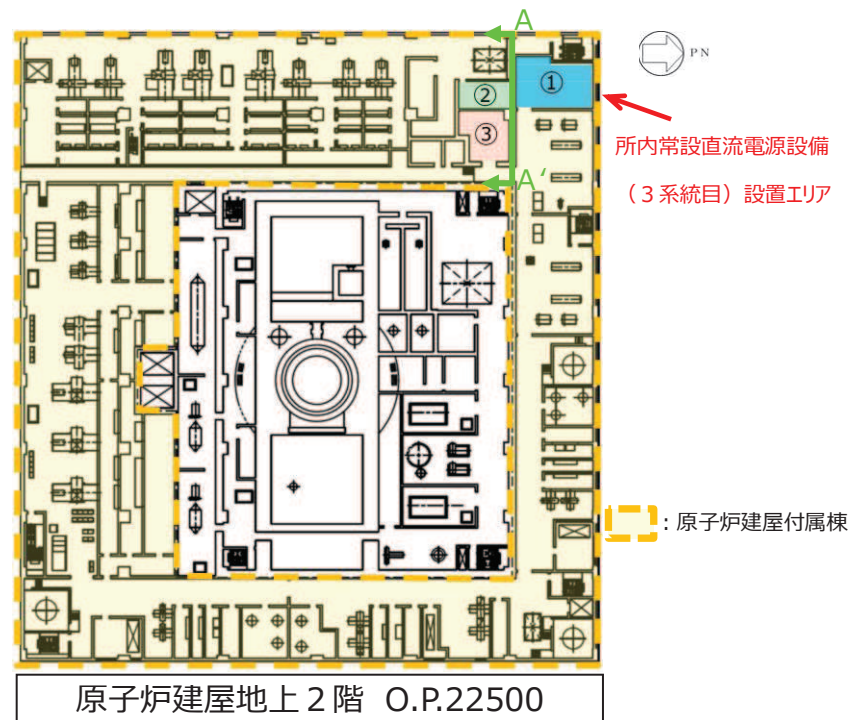 A
PN
①
②
③
A‘
所内常設直流電源設備
（３系統目）設置エリア
：原子炉建屋付属棟
原子炉建屋地上２階 O.P.22500